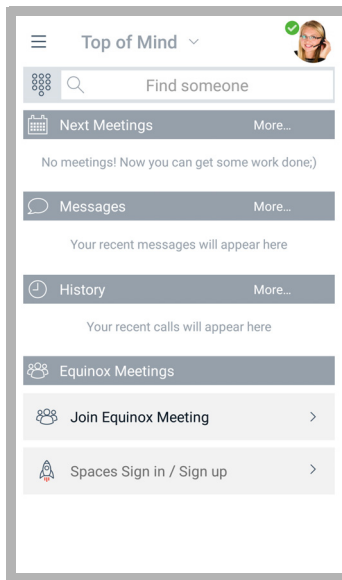 Top of Mind
Find someone
Next Meetings More...
No meetings! Now you can get some work done;)
Messages More...
Your recent messages will appear here
History More...
Your recent calls will appear here
Equinox Meetings
Join Equinox Meeting
Spaces Sign in / Sign up